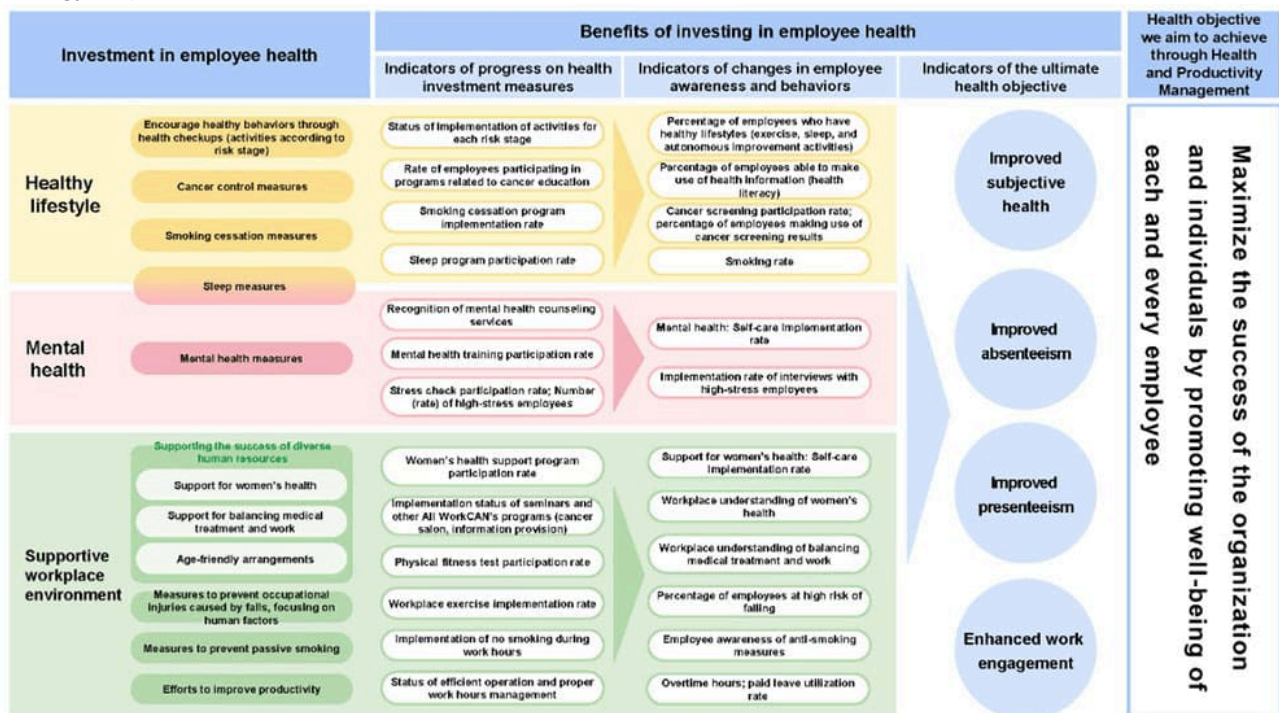 Investment in employee health
Benefits of investing in employee health
Health objective
we aim to achieve
through Health
and Productivity
Management
Indicators of progress on health
investment measures
Indicators of changes in employee
awareness and behaviors
Indicators of the ultimate
health objective
Healthy
lifestyle
Encourage healthy behaviors through
health checkups (activities according to
risk stage)
Cancer control measures
Smoking cessation measures
Sleep measures
Status of implementation of activities for
each risk stage
Rate of employees participating in
programs related to cancer education
Smoking cessation program
implementation rate
Sleep program participation rate
Percentage of employees who have
healthy lifestyles (exercise, sleep, and
autonomous improvement activities)
Percentage of employees able to make
use of health information (health
literacy)
Cancer screening participation rate;
percentage of employees making use of
cancer screening results
Smoking rate
Mental
health
Mental health measures
Recognition of mental health counseling
services
Mental health training participation rate
Stress check participation rate; Number
(rate) of high-stress employees
Mental health: Self-care Implementation
rate
Implementation rate of interviews with
high-stress employees
Supportive
workplace
environment
Supporting the success of diverse
human resources
Support for women's health
Support for balancing medical
treatment and work
Age-friendly arrangements
Measures to prevent occupational
injuries caused by falls, focusing on
human factors
Measures to prevent passive smoking
Efforts to improve productivity
Women's health support program
participation rate
Implementation status of seminars and
other All WorkCAN's programs (cancer
salon, information provision)
Physical fitness test participation rate
Workplace exercise implementation rate
Implementation of no smoking during
work hours
Status of efficient operation and proper
work hours management
Support for women's health: Self-care
Implementation rate
Workplace understanding of women's
health
Workplace understanding of balancing
medical treatment and work
Percentage of employees at high risk of
falling
Employee awareness of anti-smoking
measures
Overtime hours; paid leave utilization
rate
Improved
subjective
health
Improved
absenteeism
Improved
presenteeism
Enhanced work
engagement
Maximize the success of the organization
and individuals by promoting well-being of
each and every employee